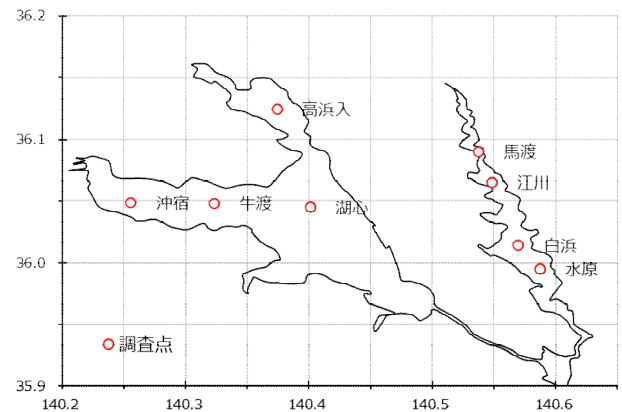 36.2
36.1
36.0
35.9
140.2
140.3
140.4
140.5
140.6
高浜入
馬渡
江川
沖宿
牛渡
湖心
白浜
水原
調査点